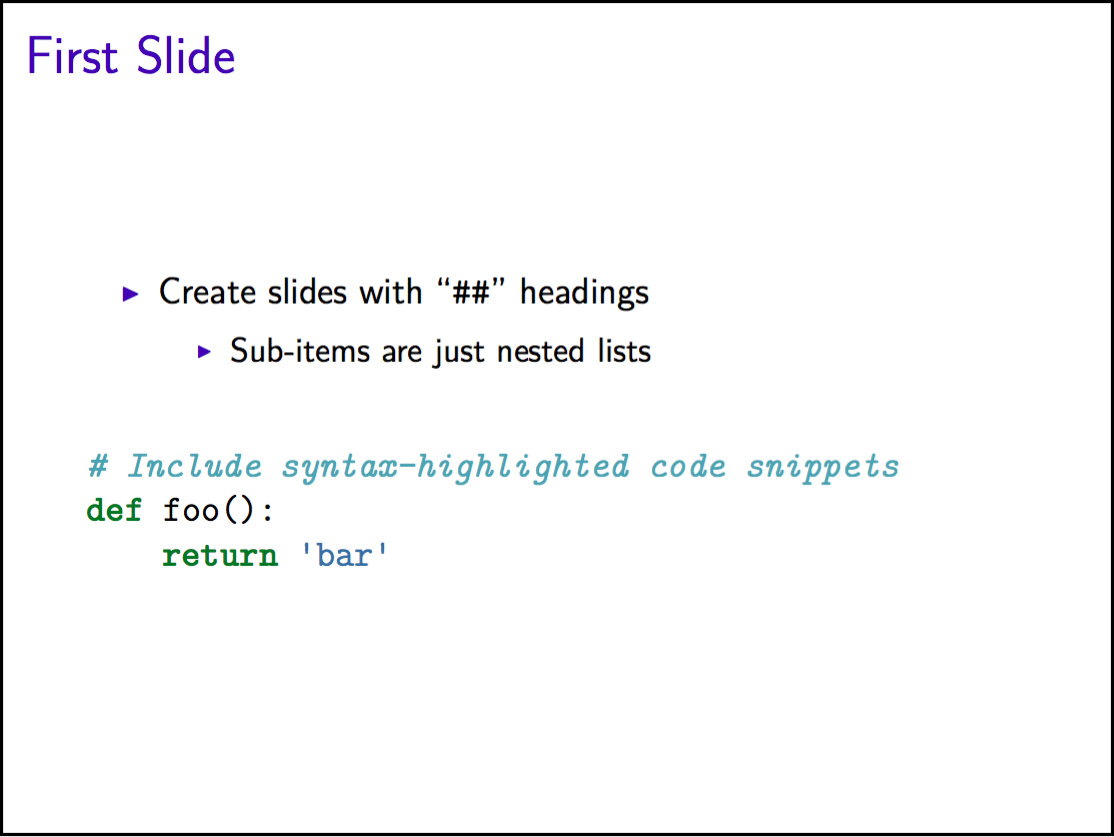 First Slide
Create slides with “##” headings
Sub-items are just nested lists
# Include syntax-highlighted code snippets
def foo():
    return 'bar'